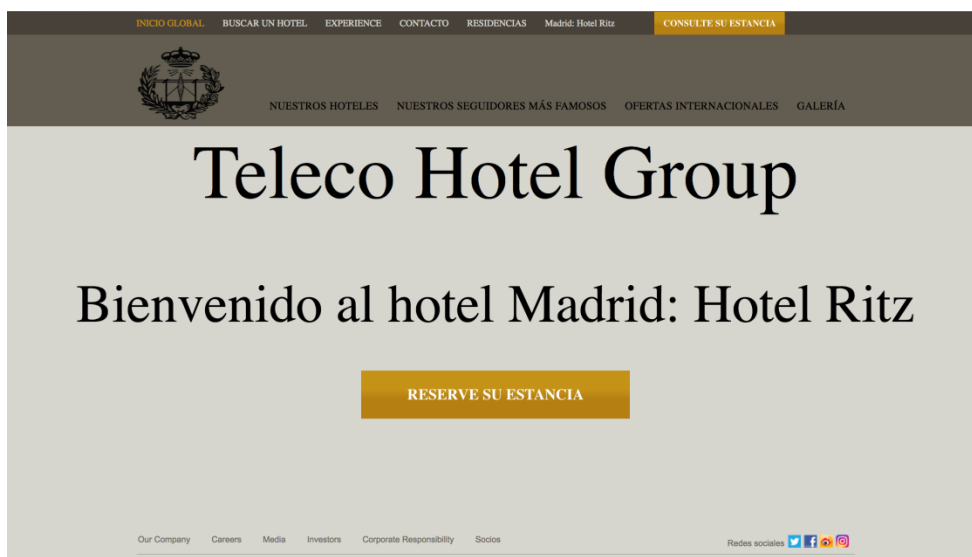 INICIO GLOBAL BUSCAR UN HOTEL EXPERIENCE CONTACTO RESIDENCIAS Madrid: Hotel Ritz CONSULTE SU ESTANCIA
NUESTROS HOTELES NUESTROS SEGUIDORES MÁS FAMOSOS OFERTAS INTERNACIONALES GALERÍA
Teleco Hotel Group
Bienvenido al hotel Madrid: Hotel Ritz
RESERVE SU ESTANCIA
Our Company Careers Media Investors Corporate Responsibility Socios Redes sociales